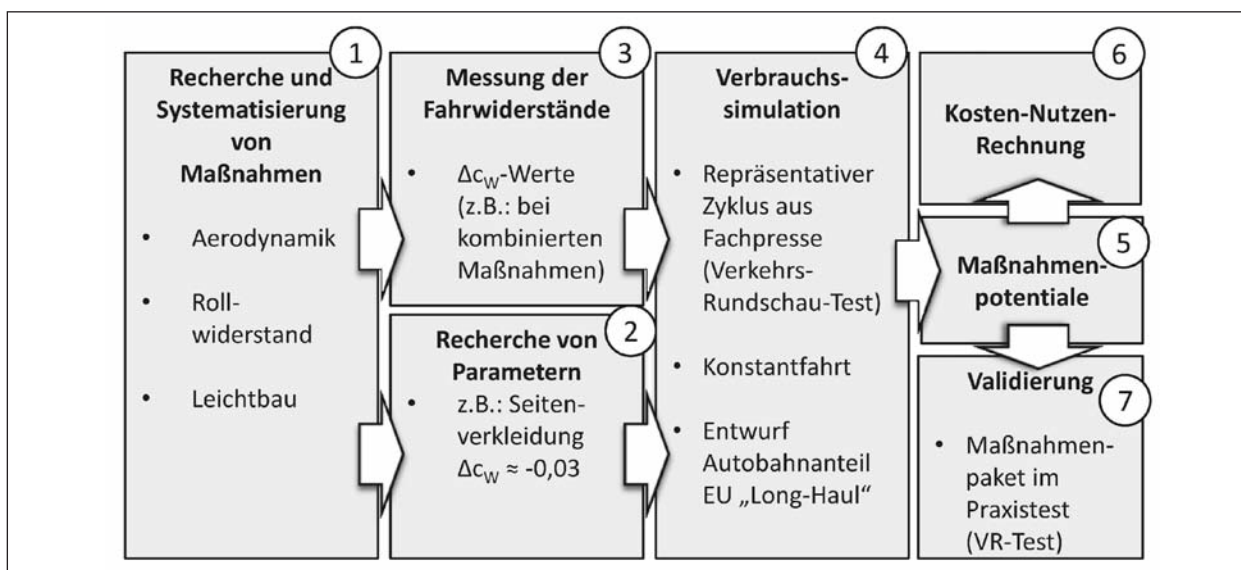 1
Recherche und
Systematisierung
von
Maßnahmen
• Aerodynamik
• Roll-
widerstand
• Leichtbau
3
Messung der
Fahrwiderstände
• Δcw-Werte
(z.B.: bei
kombinierten
Maßnahmen)
2
Recherche von
Parametern
• z.B.: Seiten-
verkleidung
Δcw ≈ -0,03
4
Verbrauchs-
simulation
• Repräsentativer
Zyklus aus
Fachpresse
(Verkehrs-
Rundschau-Test)
• Konstantfahrt
• Entwurf
Autobahnanteil
EU „Long-Haul“
6
Kosten-Nutzen-
Rechnung
5
Maßnahmen-
potentiale
Validierung
7
• Maßnahmen-
paket im
Praxistest
(VR-Test)